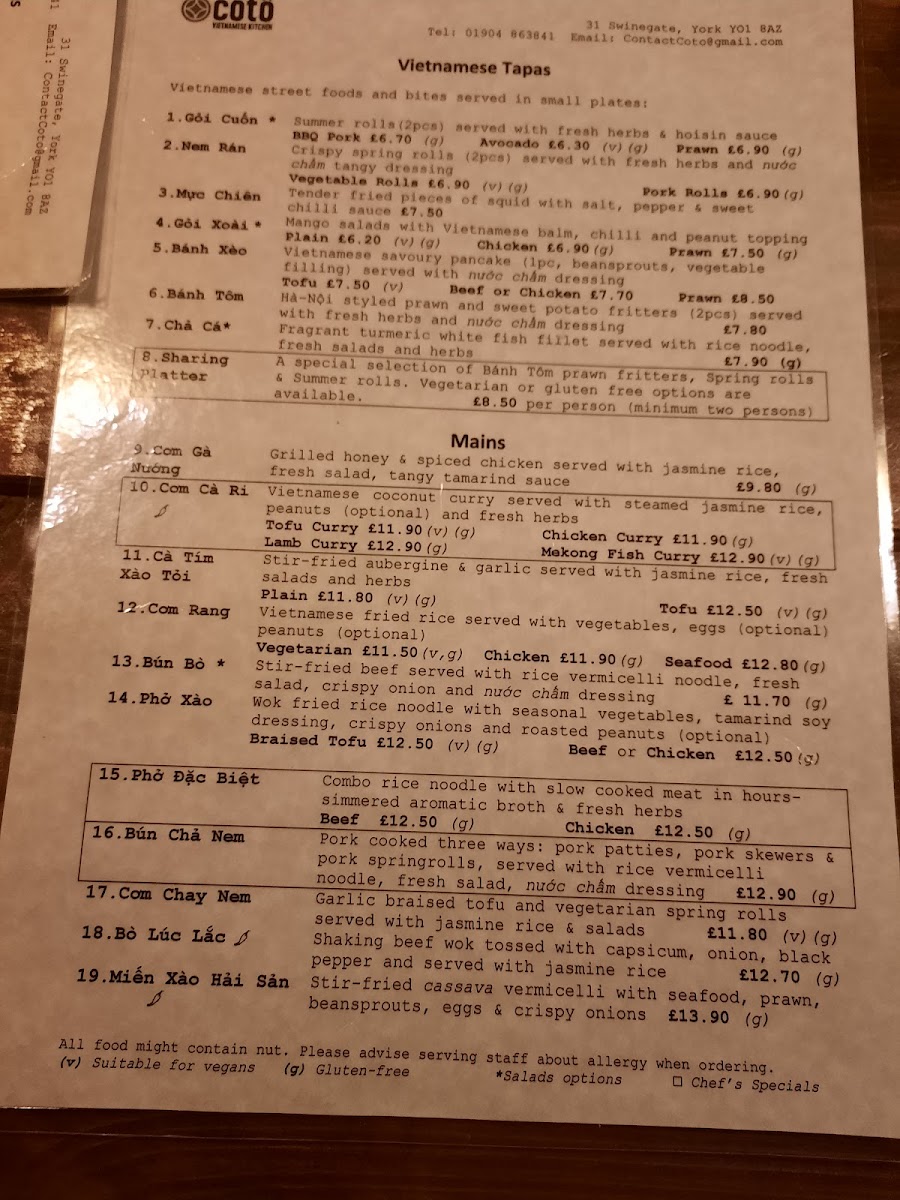 coto
VIETNAMESE KITCHEN
31 Swinegate, York YO1 8AZ
Tel: 01904 863841 Email: ContactCoto@gmail.com
31 Swinegate, York YO1 8AZ
Email: ContactCoto@gmail.com
Vietnamese Tapas
Vietnamese street foods and bites served in small plates:
1.Gỏi Cuốn * Summer rolls(2pcs) served with fresh herbs & hoisin sauce
BBQ Pork £6.70 (g) Avocado £6.30 (v)(g) Prawn £6.90 (g)
2.Nem Rán Crispy spring rolls (2pcs) served with fresh herbs and nước
chấm tangy dressing
Vegetable Rolls £6.90 (v)(g) Pork Rolls £6.90(g)
3.Mực Chiên Tender fried pieces of squid with salt, pepper & sweet
chilli sauce £7.50
4.Gỏi Xoài * Mango salads with Vietnamese balm, chilli and peanut topping
Plain £6.20 (v)(g) Chicken £6.90(g) Prawn £7.50 (g)
5.Bánh Xèo Vietnamese savoury pancake (1pc, beansprouts, vegetable
filling) served with nước chấm dressing
Tofu £7.50 (v) Beef or Chicken £7.70 Prawn £8.50
6.Bánh Tôm Hà-Nội styled prawn and sweet potato fritters (2pcs) served
with fresh herbs and nước chấm dressing £7.80
7.Chả Cá* Fragrant turmeric white fish fillet served with rice noodle,
fresh salads and herbs £7.90 (g)
8.Sharing A special selection of Bánh Tôm prawn fritters, Spring rolls
Platter & Summer rolls. Vegetarian or gluten free options are
available. £8.50 per person (minimum two persons)
Mains
9.Cơm Gà Grilled honey & spiced chicken served with jasmine rice,
Nướng fresh salad, tangy tamarind sauce £9.80 (g)
10.Cơm Cà Ri Vietnamese coconut curry served with steamed jasmine rice,
peanuts (optional) and fresh herbs
Tofu Curry £11.90(v)(g) Chicken Curry £11.90(g)
Lamb Curry £12.90(g) Mekong Fish Curry £12.90(v)(g)
11.Cà Tím Stir-fried aubergine & garlic served with jasmine rice, fresh
Xào Tỏi salads and herbs
Plain £11.80 (v)(g) Tofu £12.50 (v)(g)
12.Cơm Rang Vietnamese fried rice served with vegetables, eggs (optional)
peanuts (optional)
Vegetarian £11.50(v,g) Chicken £11.90(g) Seafood £12.80(g)
13.Bún Bò * Stir-fried beef served with rice vermicelli noodle, fresh
salad, crispy onion and nước chấm dressing £ 11.70 (g)
14.Phở Xào Wok fried rice noodle with seasonal vegetables, tamarind soy
dressing, crispy onions and roasted peanuts (optional)
Braised Tofu £12.50 (v)(g) Beef or Chicken £12.50(g)
15.Phở Đặc Biệt Combo rice noodle with slow cooked meat in hours-
simmered aromatic broth & fresh herbs
Beef £12.50 (g) Chicken £12.50 (g)
16.Bún Chả Nem Pork cooked three ways: pork patties, pork skewers &
pork springrolls, served with rice vermicelli
noodle, fresh salad, nước chấm dressing £12.90 (g)
17.Cơm Chay Nem Garlic braised tofu and vegetarian spring rolls
served with jasmine rice & salads £11.80 (v)(g)
18.Bò Lúc Lắc Shaking beef wok tossed with capsicum, onion, black
pepper and served with jasmine rice £12.70 (g)
19.Miến Xào Hải Sản Stir-fried cassava vermicelli with seafood, prawn,
beansprouts, eggs & crispy onions £13.90 (g)
All food might contain nut. Please advise serving staff about allergy when ordering.
(v) Suitable for vegans (g) Gluten-free *Salads options □ Chef's Specials